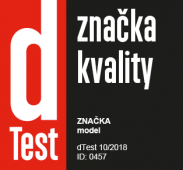 d
Test
značka
kvality
ZNAČKA
model
dTest 10/2018
ID: 0457